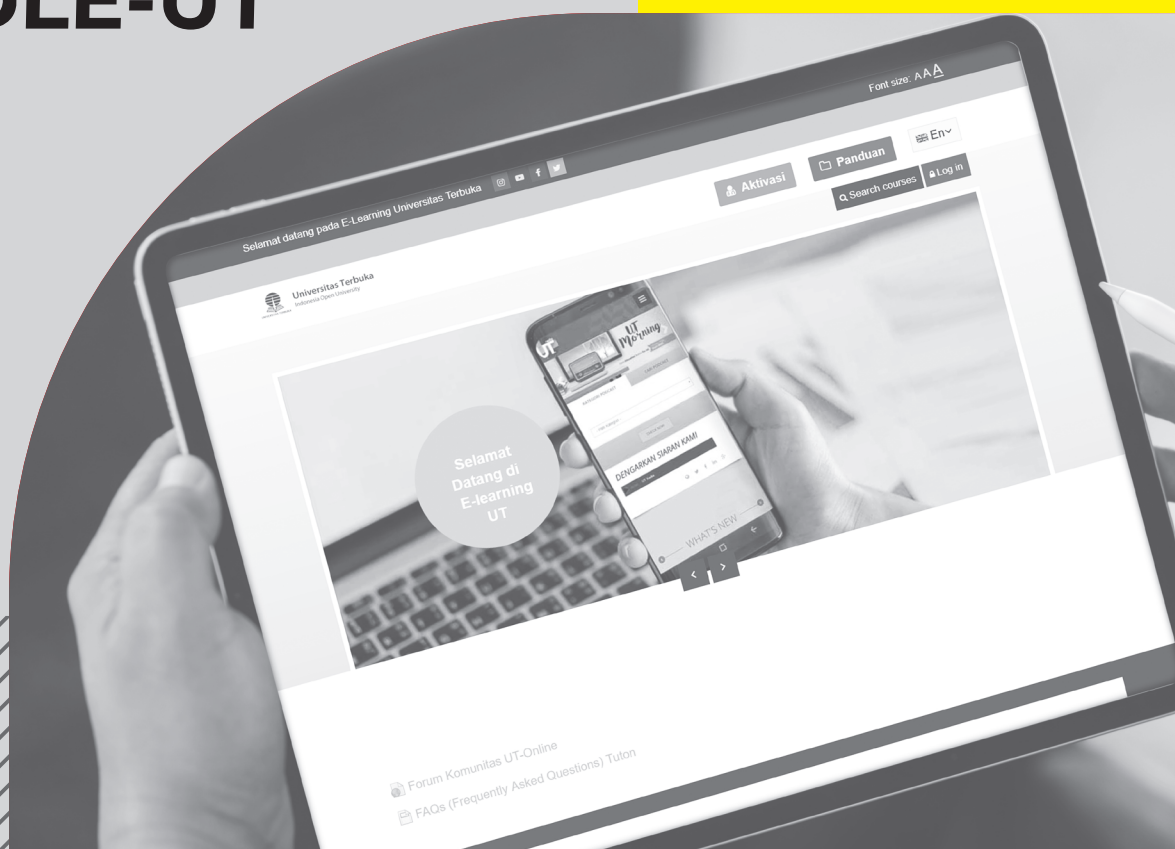 OLE-UT
Font size: A A A
Selamat datang pada E-Learning Universitas Terbuka
Aktivasi
Panduan
En
Search courses
Log in
Universitas Terbuka
Indonesia Open University
UT
UT
Morning
Selamat
Datang di
E-learning
UT
DENGARKAN SIARAN KAMI
WHAT'S NEW
Forum Komunitas UT-Online
FAQs (Frequently Asked Questions) Tuton